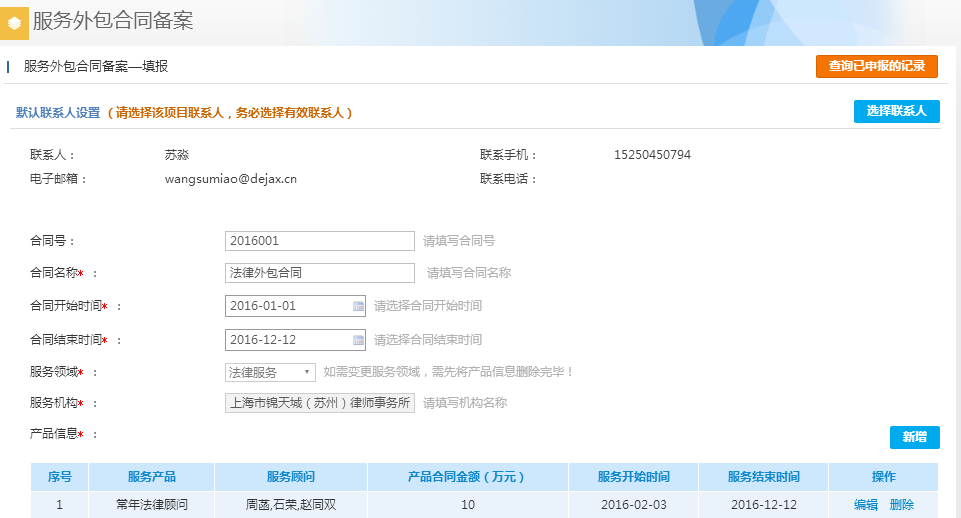 服务外包合同备案
服务外包合同备案—填报 查询已申报的记录
默认联系人设置 （请选择该项目联系人，务必选择有效联系人） 选择联系人
联系人： 苏淼 联系手机： 15250450794
电子邮箱： wangsumiao@dejax.cn 联系电话：
合同号： 2016001 请填写合同号
合同名称* ： 法律外包合同 请填写合同名称
合同开始时间* ： 2016-01-01 请选择合同开始时间
合同结束时间* ： 2016-12-12 请选择合同结束时间
服务领域* ： 法律服务 如需变更服务领域，需先将产品信息删除完毕！
服务机构* ： 上海市锦天城（苏州）律师事务所 请填写机构名称
产品信息* ： 新增
序号 服务产品 服务顾问 产品合同金额（万元） 服务开始时间 服务结束时间 操作
1 常年法律顾问 周菡,石荣,赵同双 10 2016-02-03 2016-12-12 编辑 删除